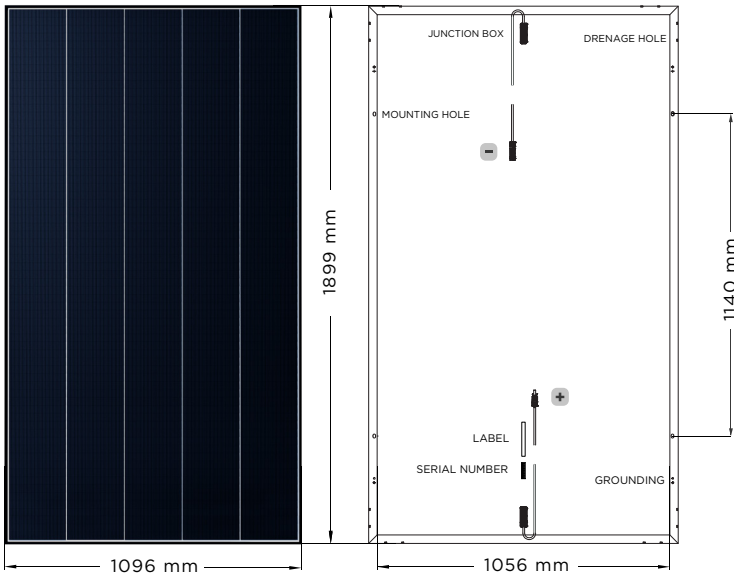 JUNCTION BOX
DRENAGE HOLE
MOUNTING HOLE
-
1899 mm
1140 mm
+
LABEL
SERIAL NUMBER
GROUNDING
1096 mm
1056 mm